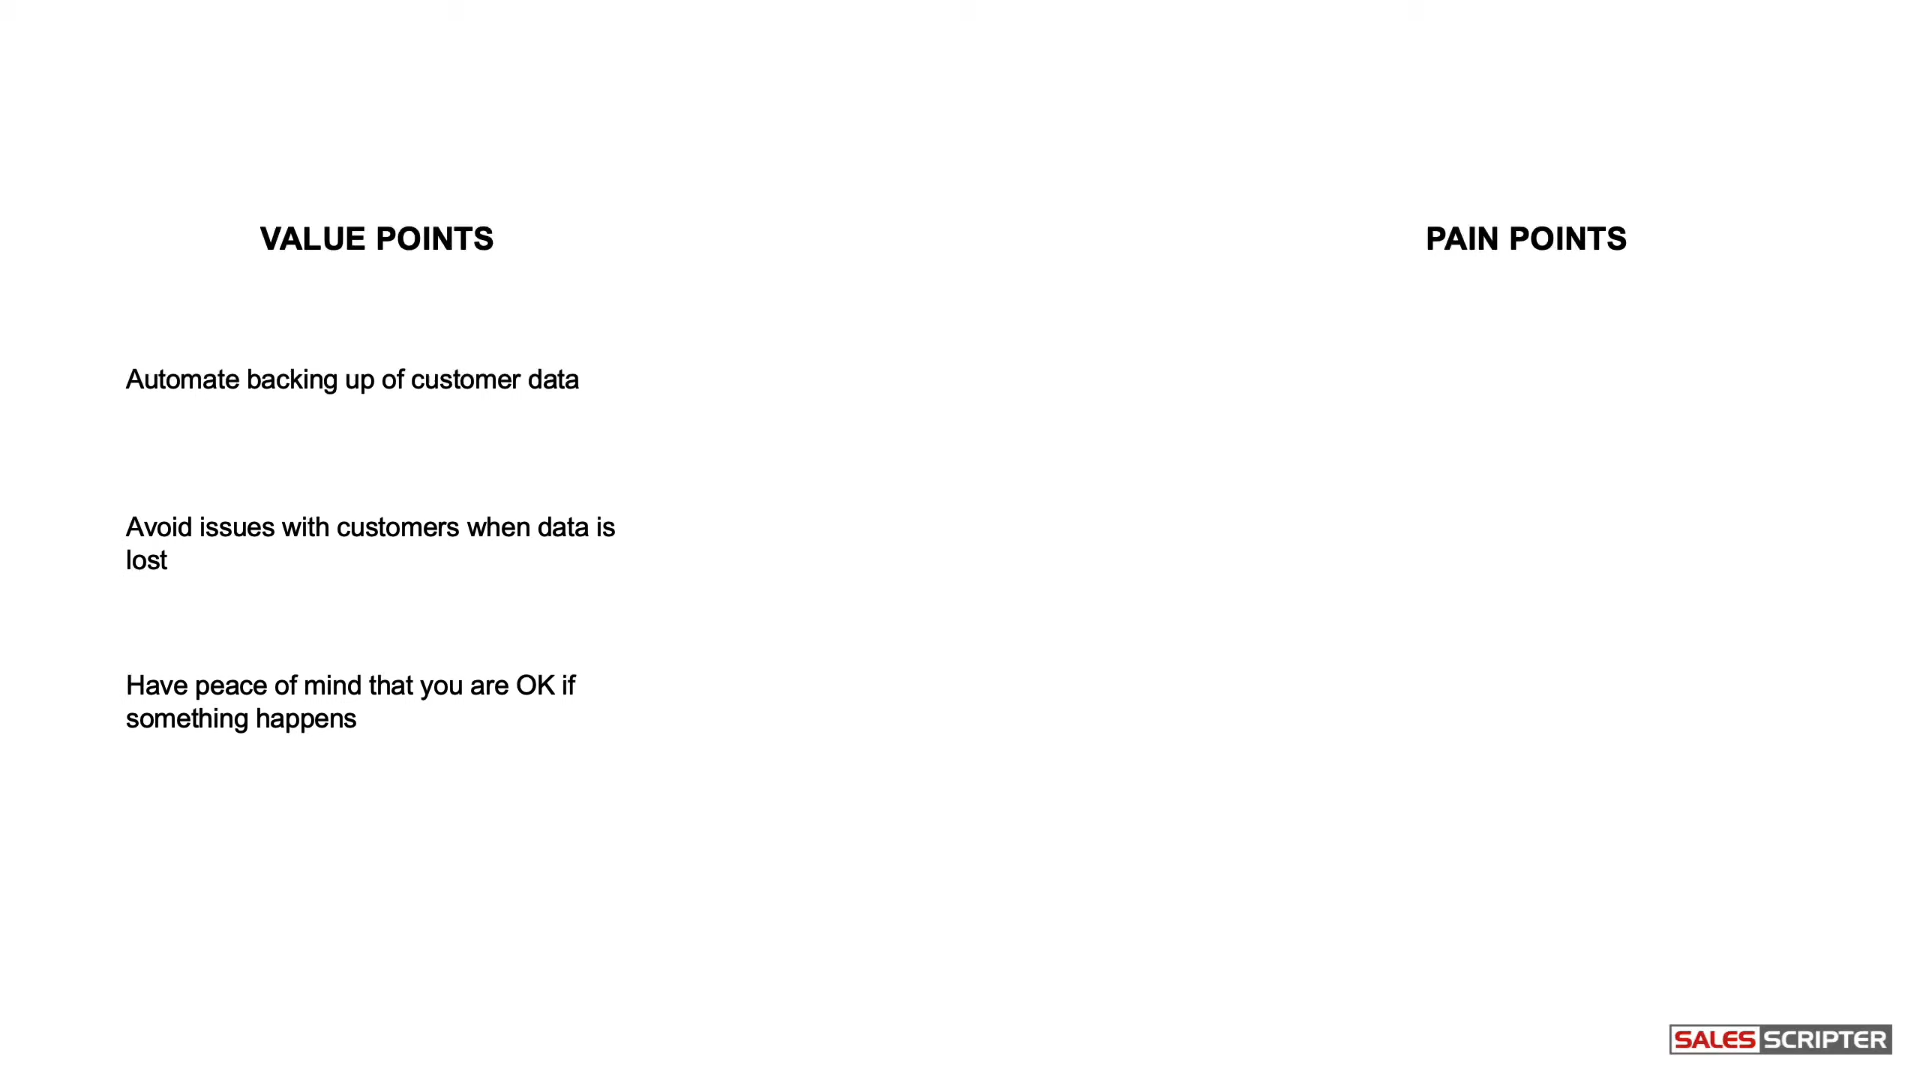 VALUE POINTS
PAIN POINTS
Automate backing up of customer data
Avoid issues with customers when data is
lost
Have peace of mind that you are OK if
something happens
SALES SCRIPTER